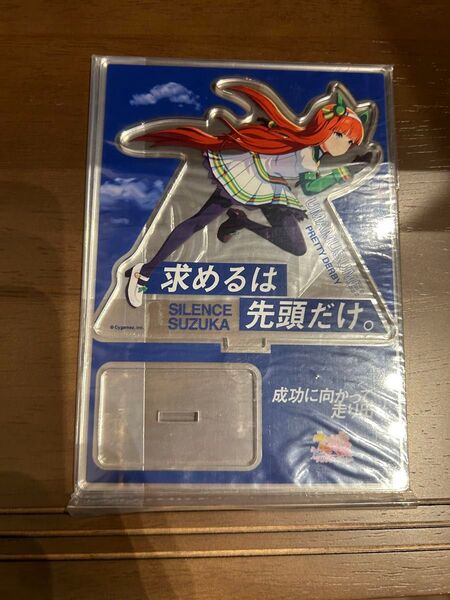 PRETTY DERBY
求めるは
SILENCE
SUZUKA
先頭だけ。
© Cygames, Inc.
成功に向かって
走り出